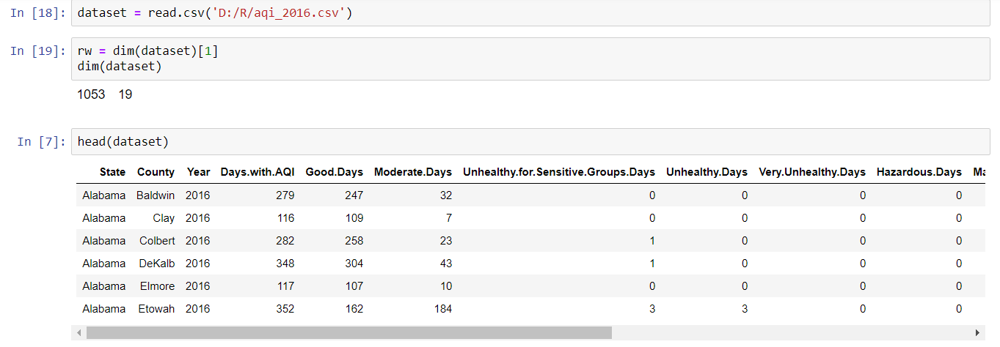 In [18]: dataset = read.csv('D:/R/aqi_2016.csv')
In [19]: rw = dim(dataset)[1]
dim(dataset)
1053 19
In [7]: head(dataset)
State County Year Days.with.AQI Good.Days Moderate.Days Unhealthy.for.Sensitive.Groups.Days Unhealthy.Days Very.Unhealthy.Days Hazardous.Days Ma
Alabama Baldwin 2016 279 247 32 0 0 0 0
Alabama Clay 2016 116 109 7 0 0 0 0
Alabama Colbert 2016 282 258 23 1 0 0 0
Alabama DeKalb 2016 348 304 43 1 0 0 0
Alabama Elmore 2016 117 107 10 0 0 0 0
Alabama Etowah 2016 352 162 184 3 3 0 0